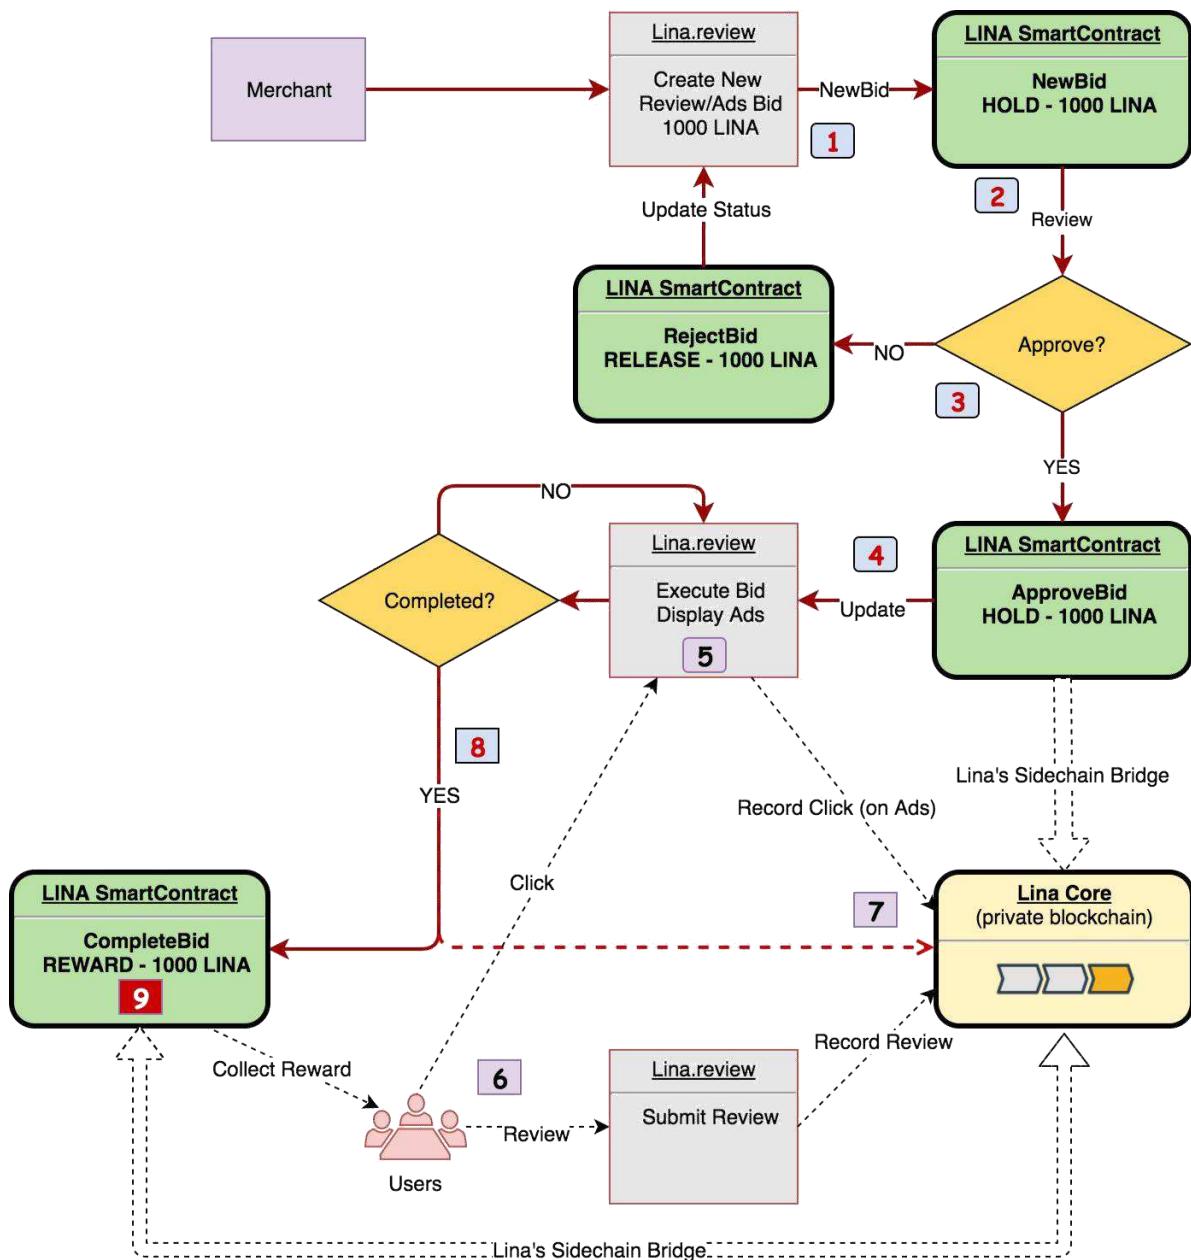 Merchant
Lina.review
Create New
Review/Ads Bid
1000 LINA
NewBid
1
LINA SmartContract
NewBid
HOLD - 1000 LINA
2
Review
Update Status
LINA SmartContract
RejectBid
RELEASE - 1000 LINA
NO
Approve?
3
YES
NO
Lina.review
Execute Bid
Display Ads
5
4
Update
LINA SmartContract
ApproveBid
HOLD - 1000 LINA
Completed?
8
YES
Lina's Sidechain Bridge
Record Click (on Ads)
Click
7
LINA SmartContract
CompleteBid
REWARD - 1000 LINA
9
Lina Core
(private blockchain)
Collect Reward
6
Review
Users
Lina.review
Submit Review
Record Review
Lina's Sidechain Bridge